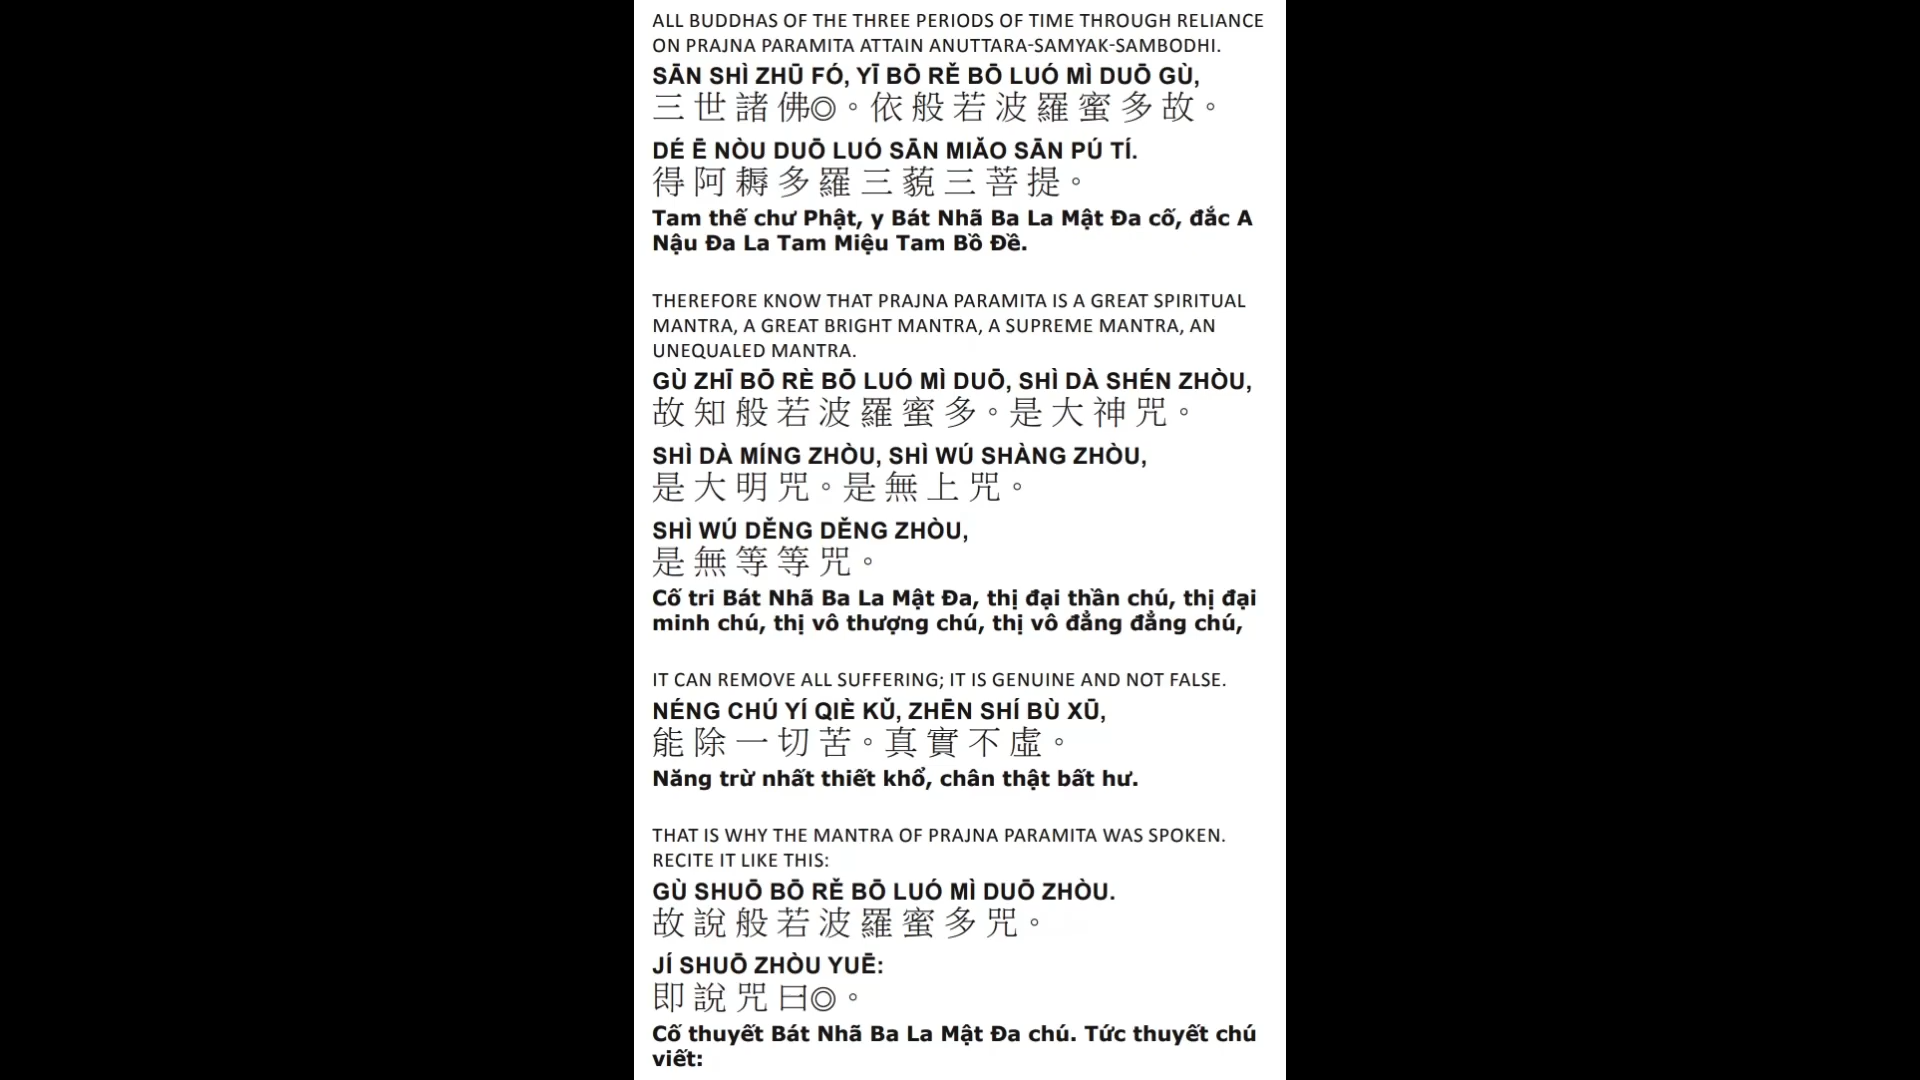 ALL BUDDHAS OF THE THREE PERIODS OF TIME THROUGH RELIANCE
ON PRAJNA PARAMITA ATTAIN ANUTTARA-SAMYAK-SAMBODHI.
SĀN SHÌ ZHŪ FÓ, YĪ BŌ RĚ BŌ LUÓ MÌ DUŌ GÙ,
三世諸佛◎。依般若波羅蜜多故。
DÉ Ē NÒU DUŌ LUÓ SĀN MIǍO SĀN PÚ TÍ.
得阿耨多羅三藐三菩提。
Tam thế chư Phật, y Bát Nhã Ba La Mật Đa cố, đắc A
Nậu Đa La Tam Miệu Tam Bồ Đề.
THEREFORE KNOW THAT PRAJNA PARAMITA IS A GREAT SPIRITUAL
MANTRA, A GREAT BRIGHT MANTRA, A SUPREME MANTRA, AN
UNEQUALED MANTRA.
GÙ ZHĪ BŌ RÈ BŌ LUÓ MÌ DUŌ, SHÌ DÀ SHÉN ZHÒU,
故知般若波羅蜜多。是大神咒。
SHÌ DÀ MÍNG ZHÒU, SHÌ WÚ SHÀNG ZHÒU,
是大明咒。是無上咒。
SHÌ WÚ DĚNG DĚNG ZHÒU,
是無等等咒。
Cố tri Bát Nhã Ba La Mật Đa, thị đại thần chú, thị đại
minh chú, thị vô thượng chú, thị vô đẳng đẳng chú,
IT CAN REMOVE ALL SUFFERING; IT IS GENUINE AND NOT FALSE.
NÉNG CHÚ YÍ QIÈ KǓ, ZHĒN SHÍ BÙ XŪ,
能除一切苦。真實不虛。
Năng trừ nhất thiết khổ, chân thật bất hư.
THAT IS WHY THE MANTRA OF PRAJNA PARAMITA WAS SPOKEN.
RECITE IT LIKE THIS:
GÙ SHUŌ BŌ RĚ BŌ LUÓ MÌ DUŌ ZHÒU.
故說般若波羅蜜多咒。
JÍ SHUŌ ZHÒU YUĒ:
即說咒曰◎。
Cố thuyết Bát Nhã Ba La Mật Đa chú. Tức thuyết chú
viết: